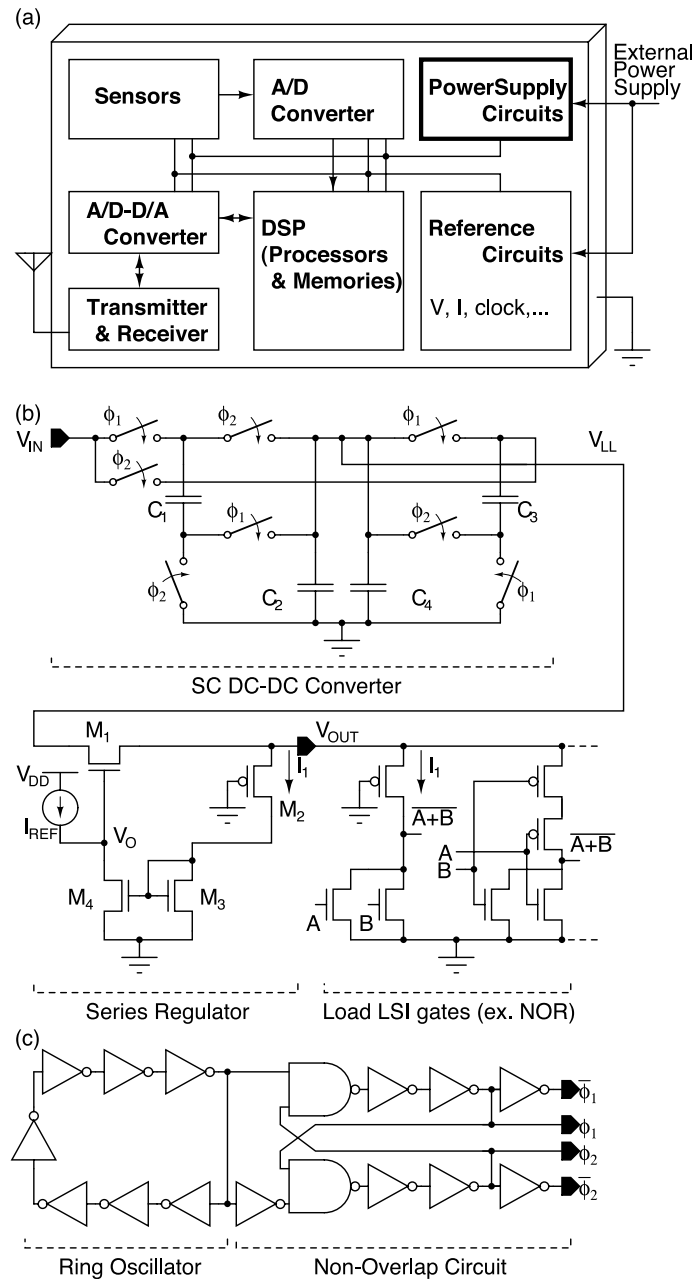 (a)
External
Power
Supply
Sensors
A/D
Converter
PowerSupply
Circuits
A/D-D/A
Converter
DSP
(Processors
& Memories)
Reference
Circuits
Transmitter
& Receiver
V, I, clock,...
(b)
V_IN
ϕ1
ϕ2
ϕ1
V_LL
ϕ2
C1
ϕ1
ϕ2
C3
ϕ2
C2
C4
ϕ1
SC DC-DC Converter
M1
V_OUT
V_DD
I1
I1
I_REF
V_O
M2
A+B̅
A+B̅
A
B
M4
M3
A
B
Series Regulator
Load LSI gates (ex. NOR)
(c)
ϕ̅1
ϕ1
ϕ2
ϕ̅2
Ring Oscillator
Non-Overlap Circuit